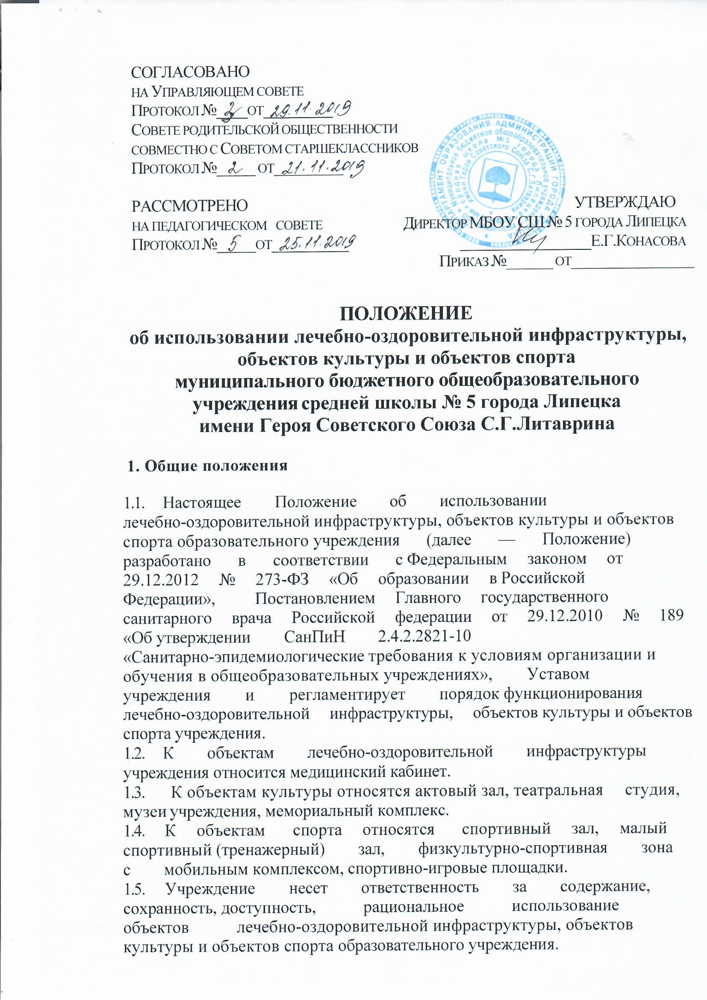 СОГЛАСОВАНО
НА УПРАВЛЯЮЩЕМ СОВЕТЕ
ПРОТОКОЛ № 3 ОТ 29.11.2019
СОВЕТЕ РОДИТЕЛЬСКОЙ ОБЩЕСТВЕННОСТИ
СОВМЕСТНО С СОВЕТОМ СТАРШЕКЛАССНИКОВ
ПРОТОКОЛ № 2 ОТ 21.11.2019
РАССМОТРЕНО
НА ПЕДАГОГИЧЕСКОМ СОВЕТЕ
ПРОТОКОЛ № 5 ОТ 25.11.2019
УТВЕРЖДАЮ
ДИРЕКТОР МБОУ СШ № 5 ГОРОДА ЛИПЕЦКА
Е.Г.КОНАСОВА
ПРИКАЗ №______ ОТ________________
ПОЛОЖЕНИЕ
об использовании лечебно-оздоровительной инфраструктуры,
объектов культуры и объектов спорта
муниципального бюджетного общеобразовательного
учреждения средней школы № 5 города Липецка
имени Героя Советского Союза С.Г.Литаврина
1. Общие положения
1.1. Настоящее Положение об использовании
лечебно-оздоровительной инфраструктуры, объектов культуры и объектов
спорта образовательного учреждения (далее — Положение)
разработано в соответствии с Федеральным законом от
29.12.2012 № 273-ФЗ «Об образовании в Российской
Федерации», Постановлением Главного государственного
санитарного врача Российской федерации от 29.12.2010 № 189
«Об утверждении СанПиН 2.4.2.2821-10
«Санитарно-эпидемиологические требования к условиям организации и
обучения в общеобразовательных учреждениях», Уставом
учреждения и регламентирует порядок функционирования
лечебно-оздоровительной инфраструктуры, объектов культуры и объектов
спорта учреждения.
1.2. К объектам лечебно-оздоровительной инфраструктуры
учреждения относится медицинский кабинет.
1.3. К объектам культуры относятся актовый зал, театральная студия,
музеи учреждения, мемориальный комплекс.
1.4. К объектам спорта относятся спортивный зал, малый
спортивный (тренажерный) зал, физкультурно-спортивная зона
с мобильным комплексом, спортивно-игровые площадки.
1.5. Учреждение несет ответственность за содержание,
сохранность, доступность, рациональное использование
объектов лечебно-оздоровительной инфраструктуры, объектов
культуры и объектов спорта образовательного учреждения.
ДЕПАРТАМЕНТ ОБРАЗОВАНИЯ АДМИНИСТРАЦИИ ГОРОДА ЛИПЕЦКА
Муниципальное бюджетное общеобразовательное учреждение
средняя школа №5 города Липецка
имени Героя Советского Союза С.Г.Литаврина